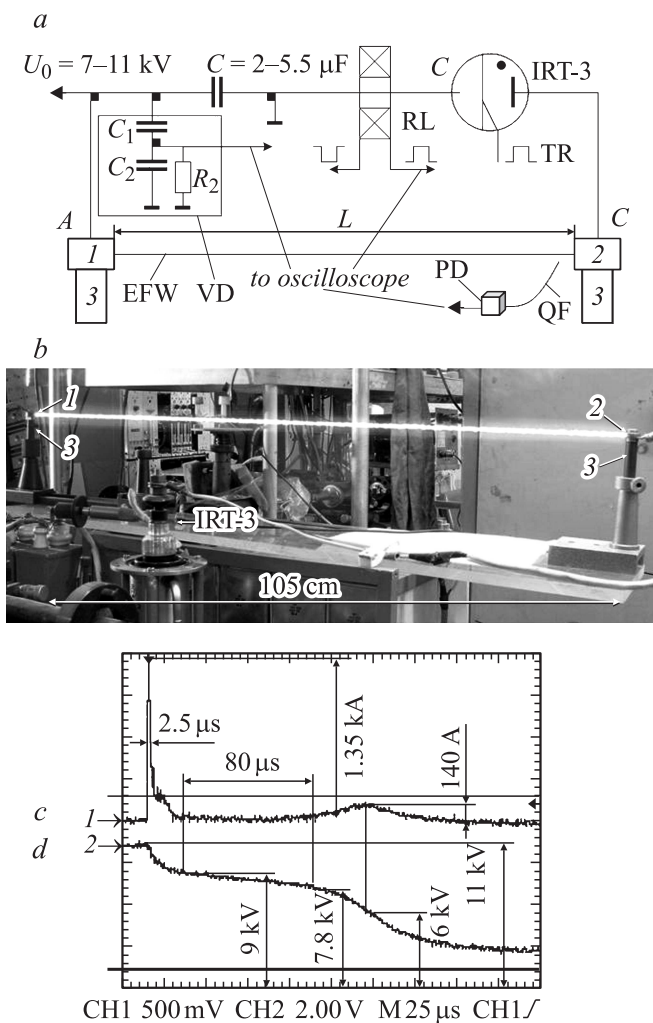 a
U₀ = 7–11 kV
C = 2–5.5 μF
C
IRT-3
RL
C₁
C₂
R₂
TR
A
L
C
1
2
3
EFW
VD
to oscilloscope
PD
QF
3
b
1
2
3
3
IRT-3
105 cm
2.5 μs
80 μs
1.35 kA
140 A
c
1
d
2
11 kV
9 kV
7.8 kV
6 kV
CH1 500 mV CH2 2.00 V M 25 μs CH1